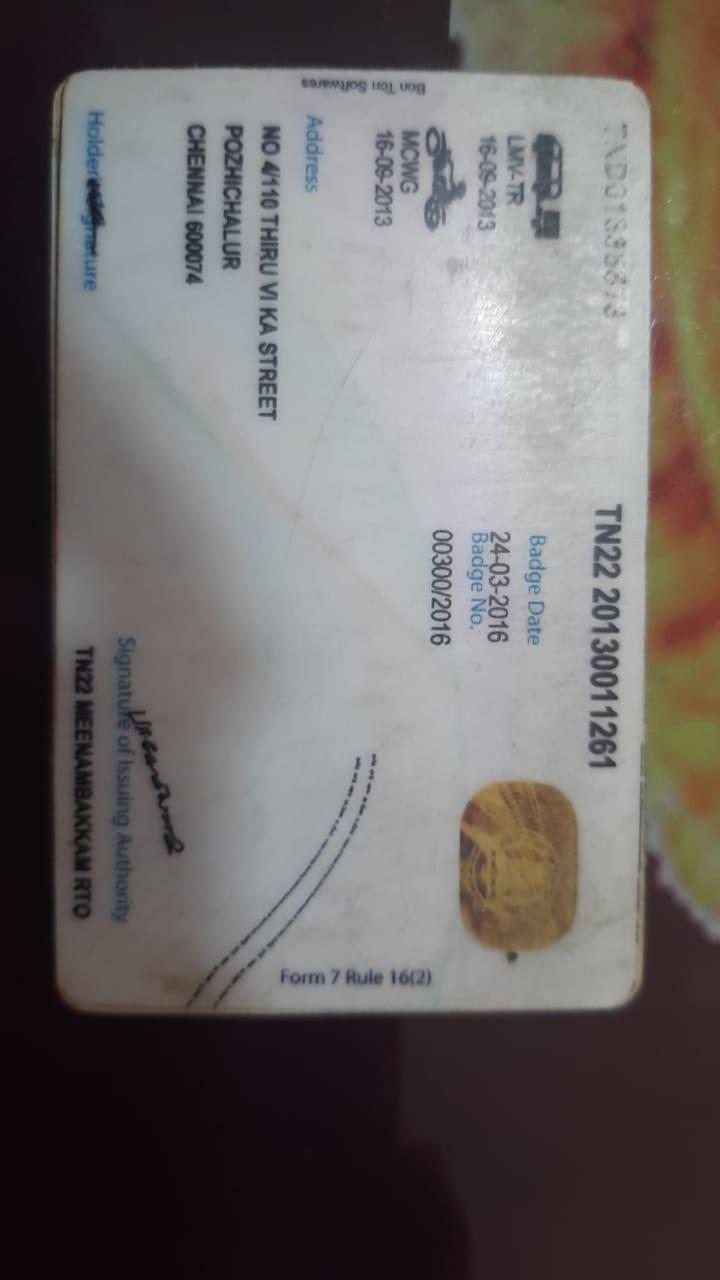 TN22 20130011261
LMV-TR
16-09-2013
MCWG
16-09-2013
Badge Date
24-03-2016
Badge No.
00300/2016
Bon Ton Softwares
Form 7 Rule 16(2)
Address
NO 4/110 THIRU VI KA STREET
POZHICHALUR
CHENNAI 600074
Signature of Issuing Authority
TN22 MEENAMBAKKAM RTO